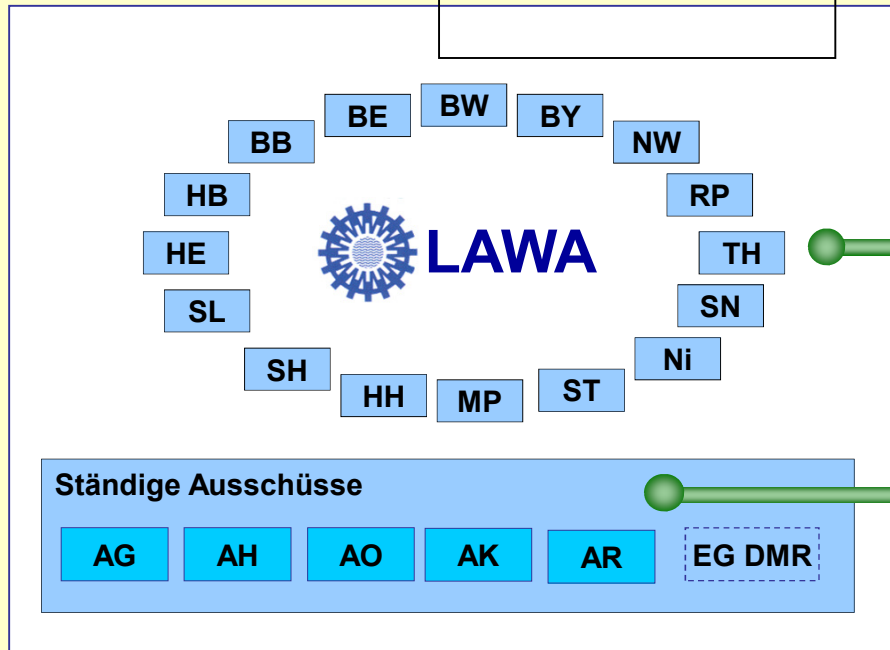 BW
BE
BY
BB
NW
HB
RP
HE
LAWA
TH
SL
SN
SH
Ni
HH
MP
ST
Ständige Ausschüsse
AG
AH
AO
AK
AR
EG DMR